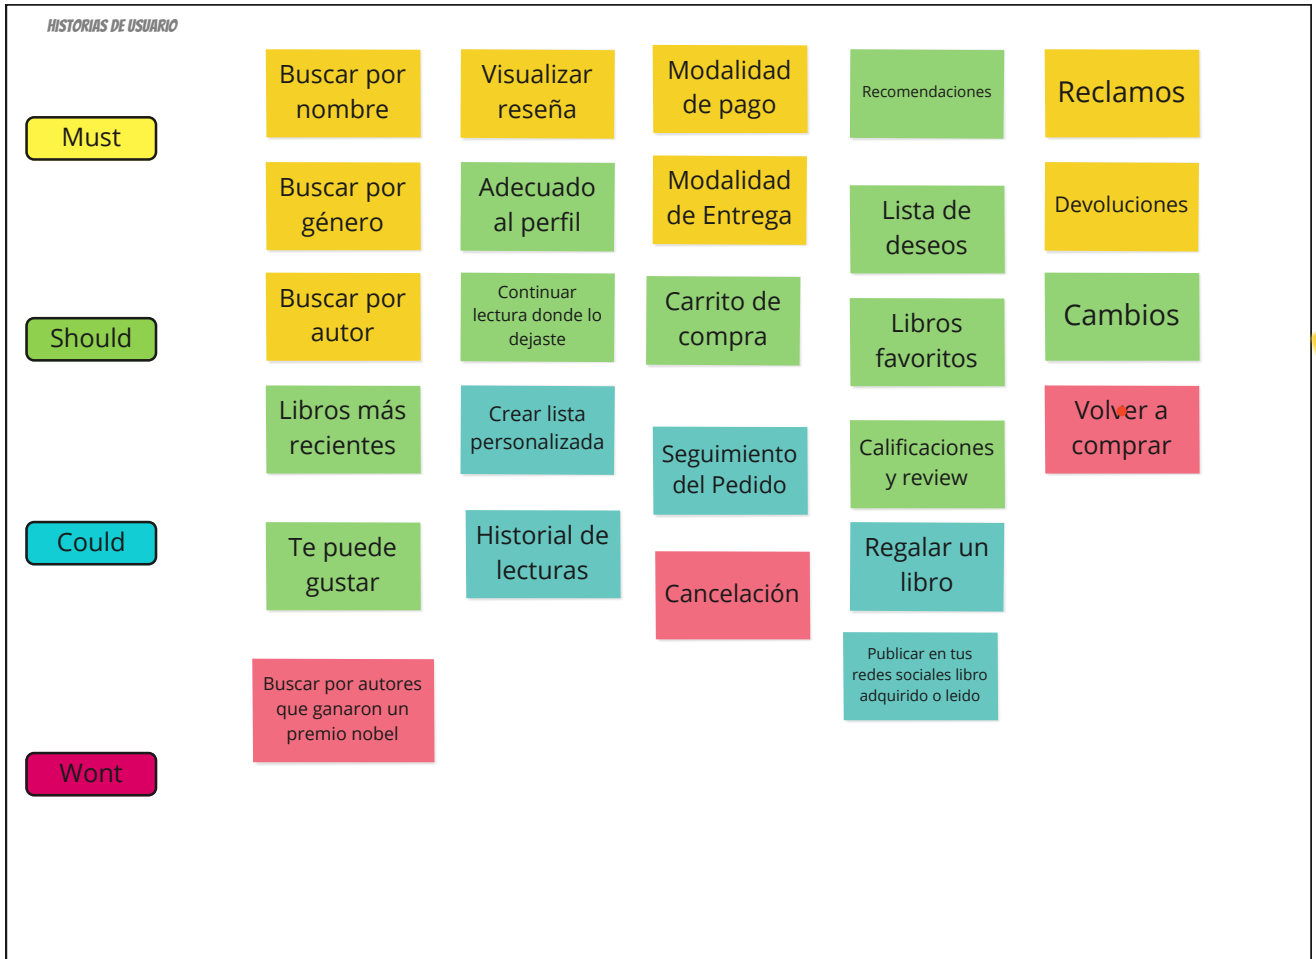 HISTORIAS DE USUARIO
Must
Should
Could
Wont
Buscar por
nombre
Buscar por
género
Buscar por
autor
Libros más
recientes
Te puede
gustar
Buscar por autores
que ganaron un
premio nobel
Visualizar
reseña
Adecuado
al perfil
Continuar
lectura donde lo
dejaste
Crear lista
personalizada
Historial de
lecturas
Modalidad
de pago
Modalidad
de Entrega
Carrito de
compra
Seguimiento
del Pedido
Cancelación
Recomendaciones
Lista de
deseos
Libros
favoritos
Calificaciones
y review
Regalar un
libro
Publicar en tus
redes sociales libro
adquirido o leido
Reclamos
Devoluciones
Cambios
Volver a
comprar